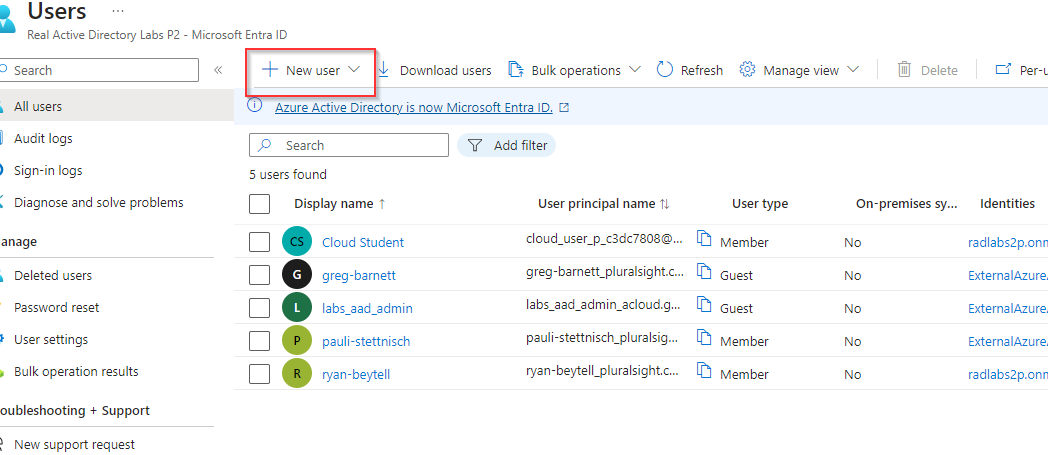 Users ...
Real Active Directory Labs P2 - Microsoft Entra ID
Search «
+ New user Download users Bulk operations Refresh Manage view Delete Per-u
All users
Audit logs
Sign-in logs
Diagnose and solve problems
anage
Deleted users
Password reset
User settings
Bulk operation results
roubleshooting + Support
New support request
Azure Active Directory is now Microsoft Entra ID.
Search Add filter
5 users found
Display name ↑ User principal name ↑↓ User type On-premises sy... Identities
CS Cloud Student cloud_user_p_c3dc7808@... Member No radlabs2p.onm
G greg-barnett greg-barnett_pluralsight.c... Guest No ExternalAzureA
L labs_aad_admin labs_aad_admin_acloud.g... Guest No ExternalAzureA
P pauli-stettnisch pauli-stettnisch_pluralsig... Member No ExternalAzureA
R ryan-beytell ryan-beytell_pluralsight.c... Member No radlabs2p.onm